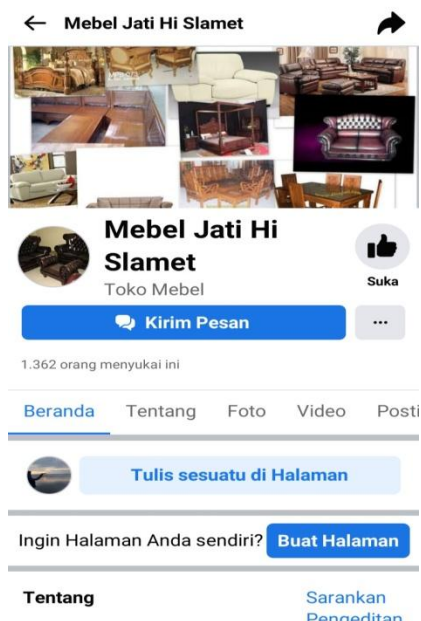 Mebel Jati Hi Slamet
Mebel Jati Hi
Slamet
Toko Mebel
Suka
Kirim Pesan
1.362 orang menyukai ini
Beranda Tentang Foto Video Posti
Tulis sesuatu di Halaman
Ingin Halaman Anda sendiri? Buat Halaman
Tentang Sarankan
Pengeditan